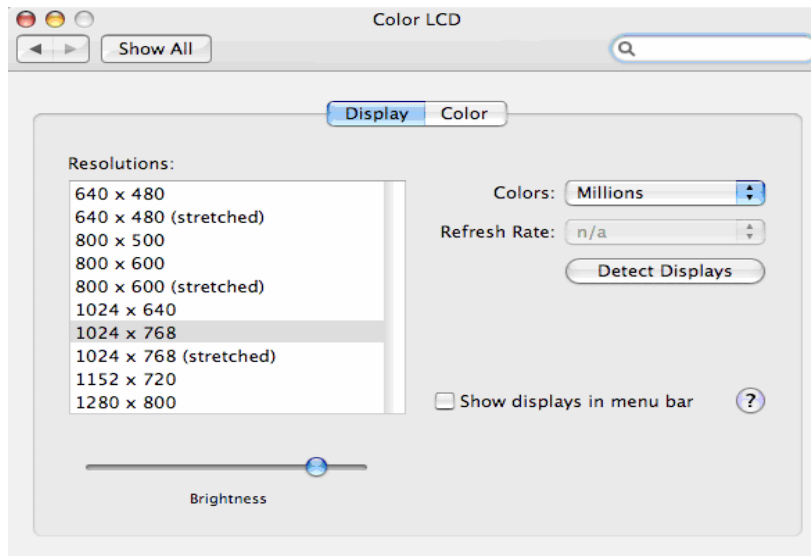 Color LCD
Show All
Display Color
Resolutions:
640 x 480
640 x 480 (stretched)
800 x 500
800 x 600
800 x 600 (stretched)
1024 x 640
1024 x 768
1024 x 768 (stretched)
1152 x 720
1280 x 800
Colors: Millions
Refresh Rate: n/a
Detect Displays
Show displays in menu bar ?
Brightness